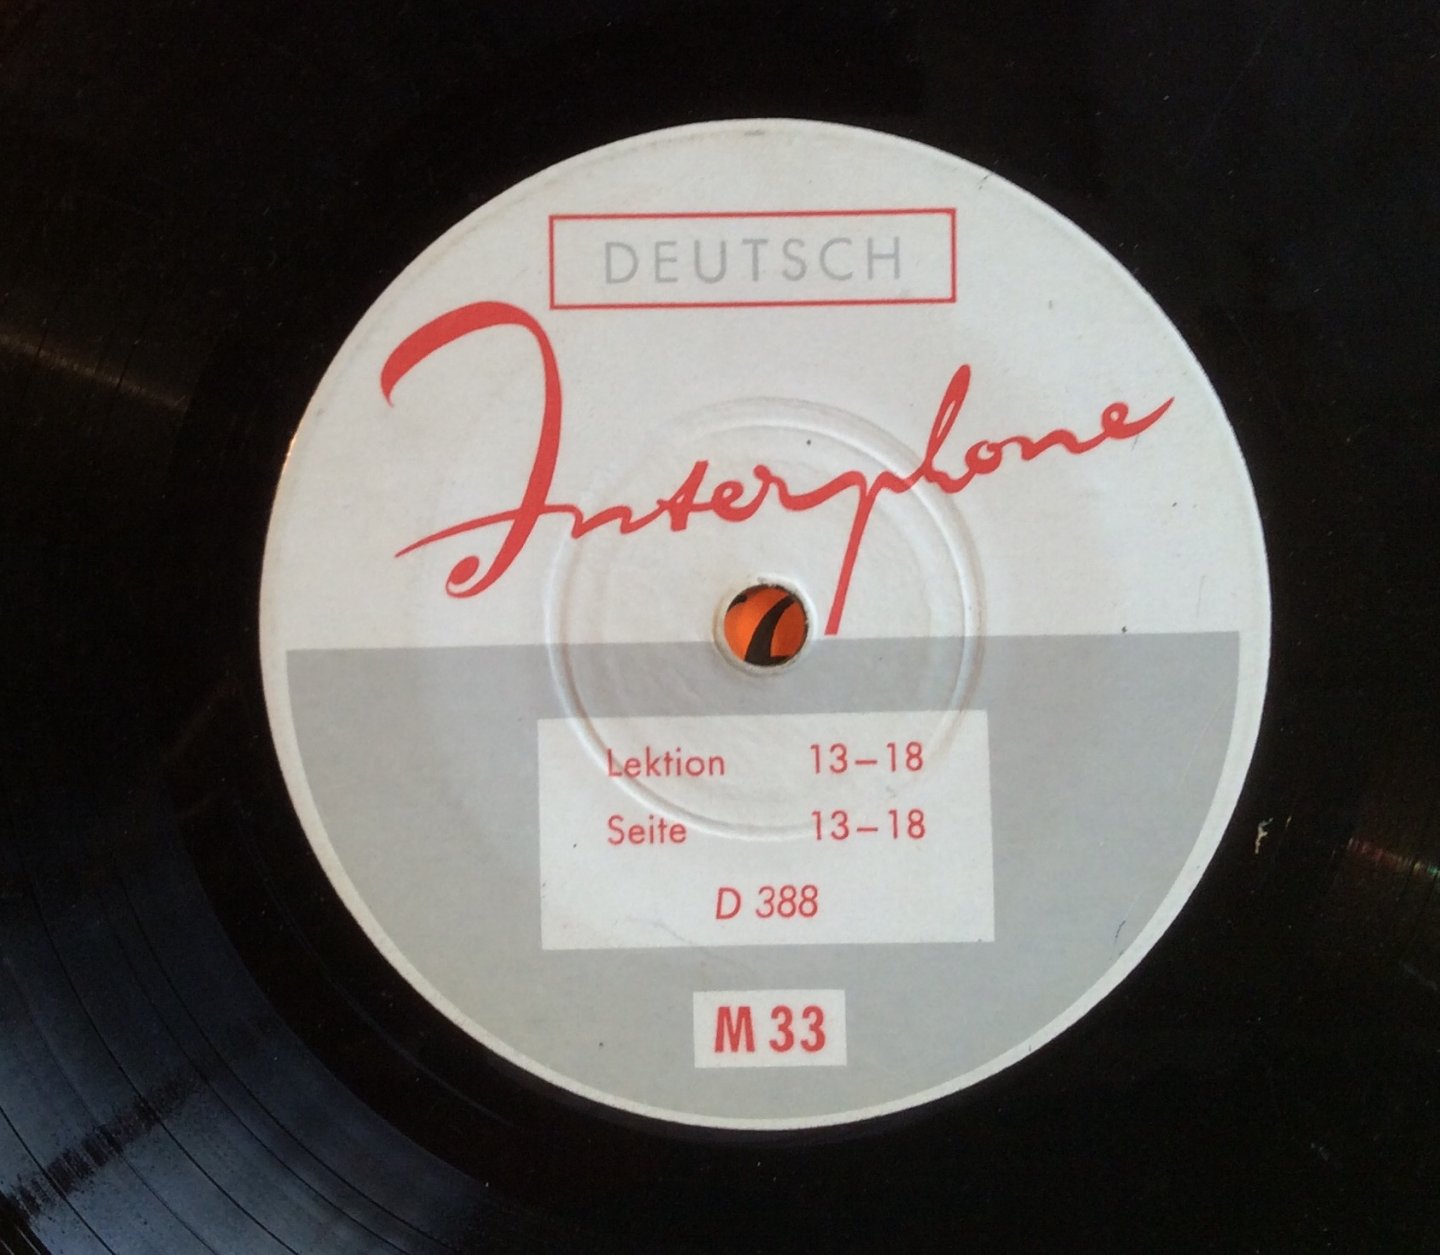 DEUTSCH
Interphone
Lektion 13–18
Seite 13–18
D 388
M 33